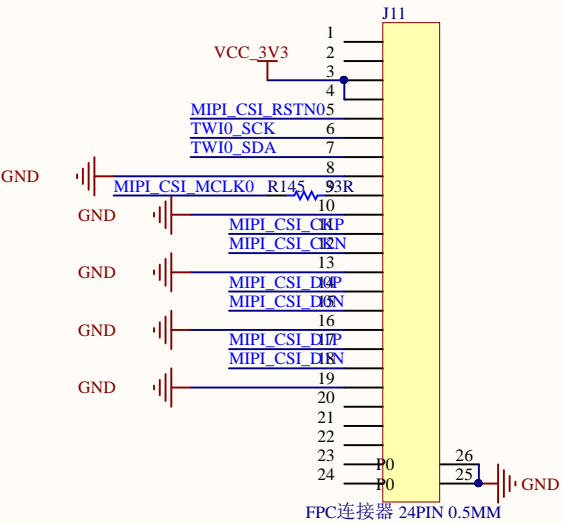 J11
1
VCC_3V3 2
3
4
MIPI_CSI_RSTN0 5
TWI0_SCK 6
TWI0_SDA 7
GND 8
MIPI_CSI_MCLK0 R145 33R 9
GND 10
MIPI_CSI_CKP 11
MIPI_CSI_CKN 12
GND 13
MIPI_CSI_D0P 14
MIPI_CSI_D0N 15
GND 16
MIPI_CSI_D1P 17
MIPI_CSI_D1N 18
GND 19
20
21
22
23 P0 26
24 P0 25 GND
FPC连接器 24PIN 0.5MM